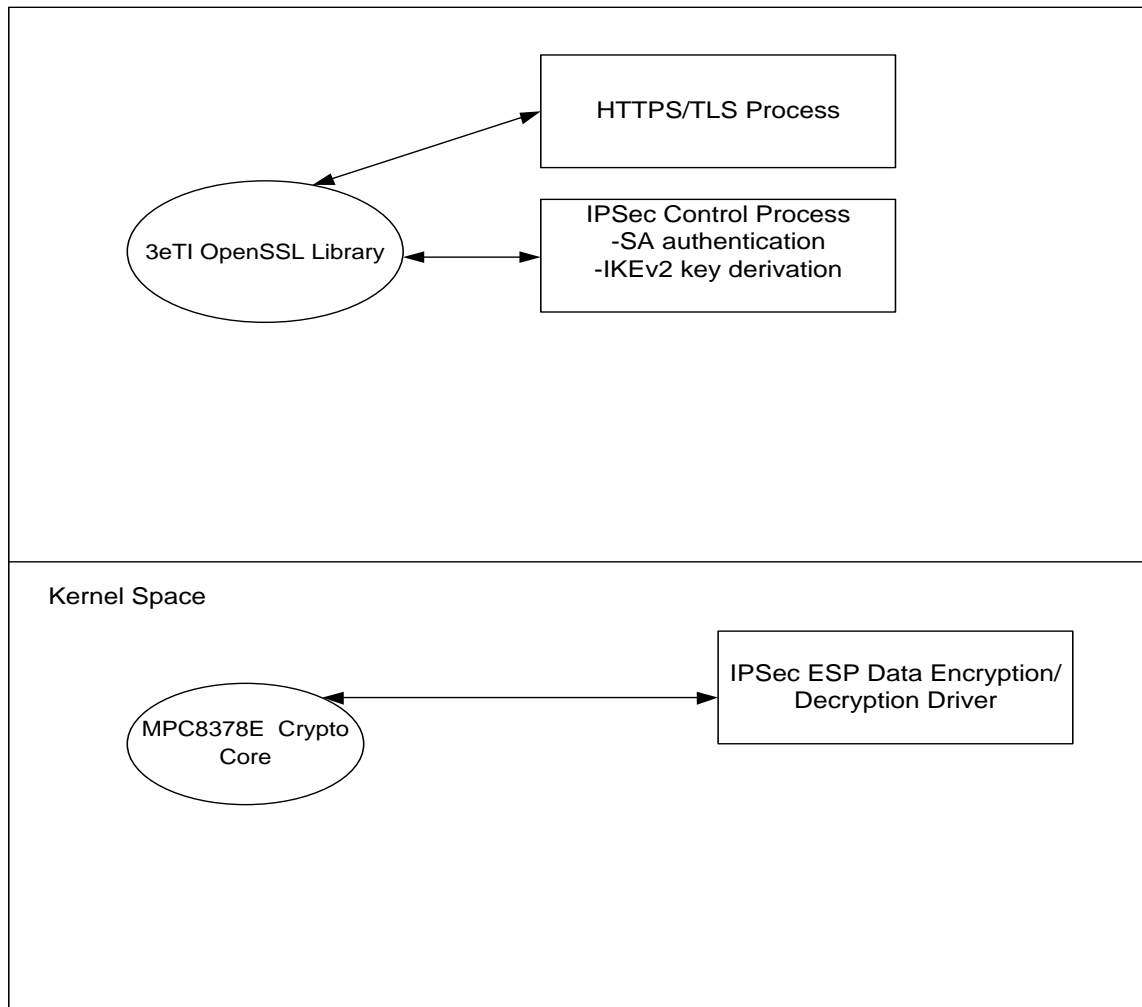 HTTPS/TLS Process
IPSec Control Process
-SA authentication
-IKEv2 key derivation
3eTI OpenSSL Library
Kernel Space
IPSec ESP Data Encryption/
Decryption Driver
MPC8378E Crypto
Core